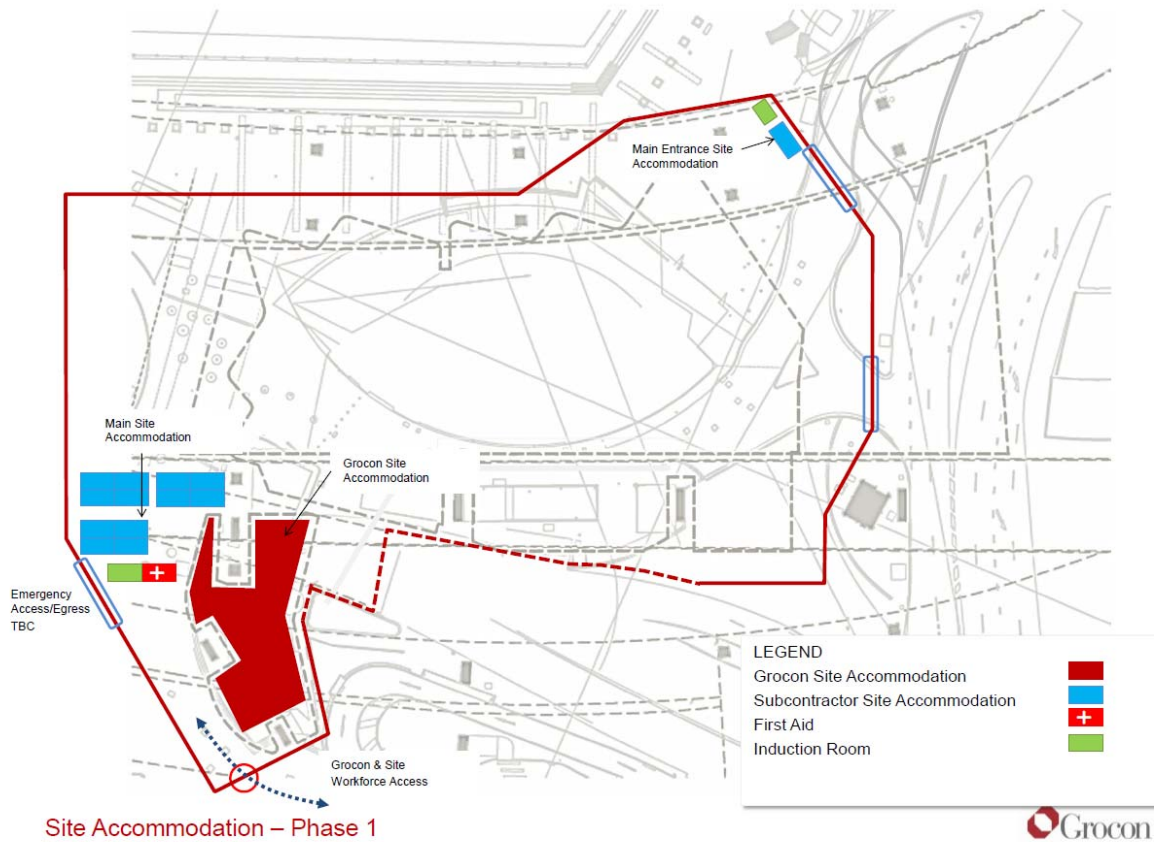 Main Entrance Site
Accommodation
Main Site
Accommodation
Grocon Site
Accommodation
Emergency
Access/Egress
TBC
LEGEND
Grocon Site Accommodation
Subcontractor Site Accommodation
First Aid
Induction Room
Grocon & Site
Workforce Access
Site Accommodation – Phase 1
Grocon